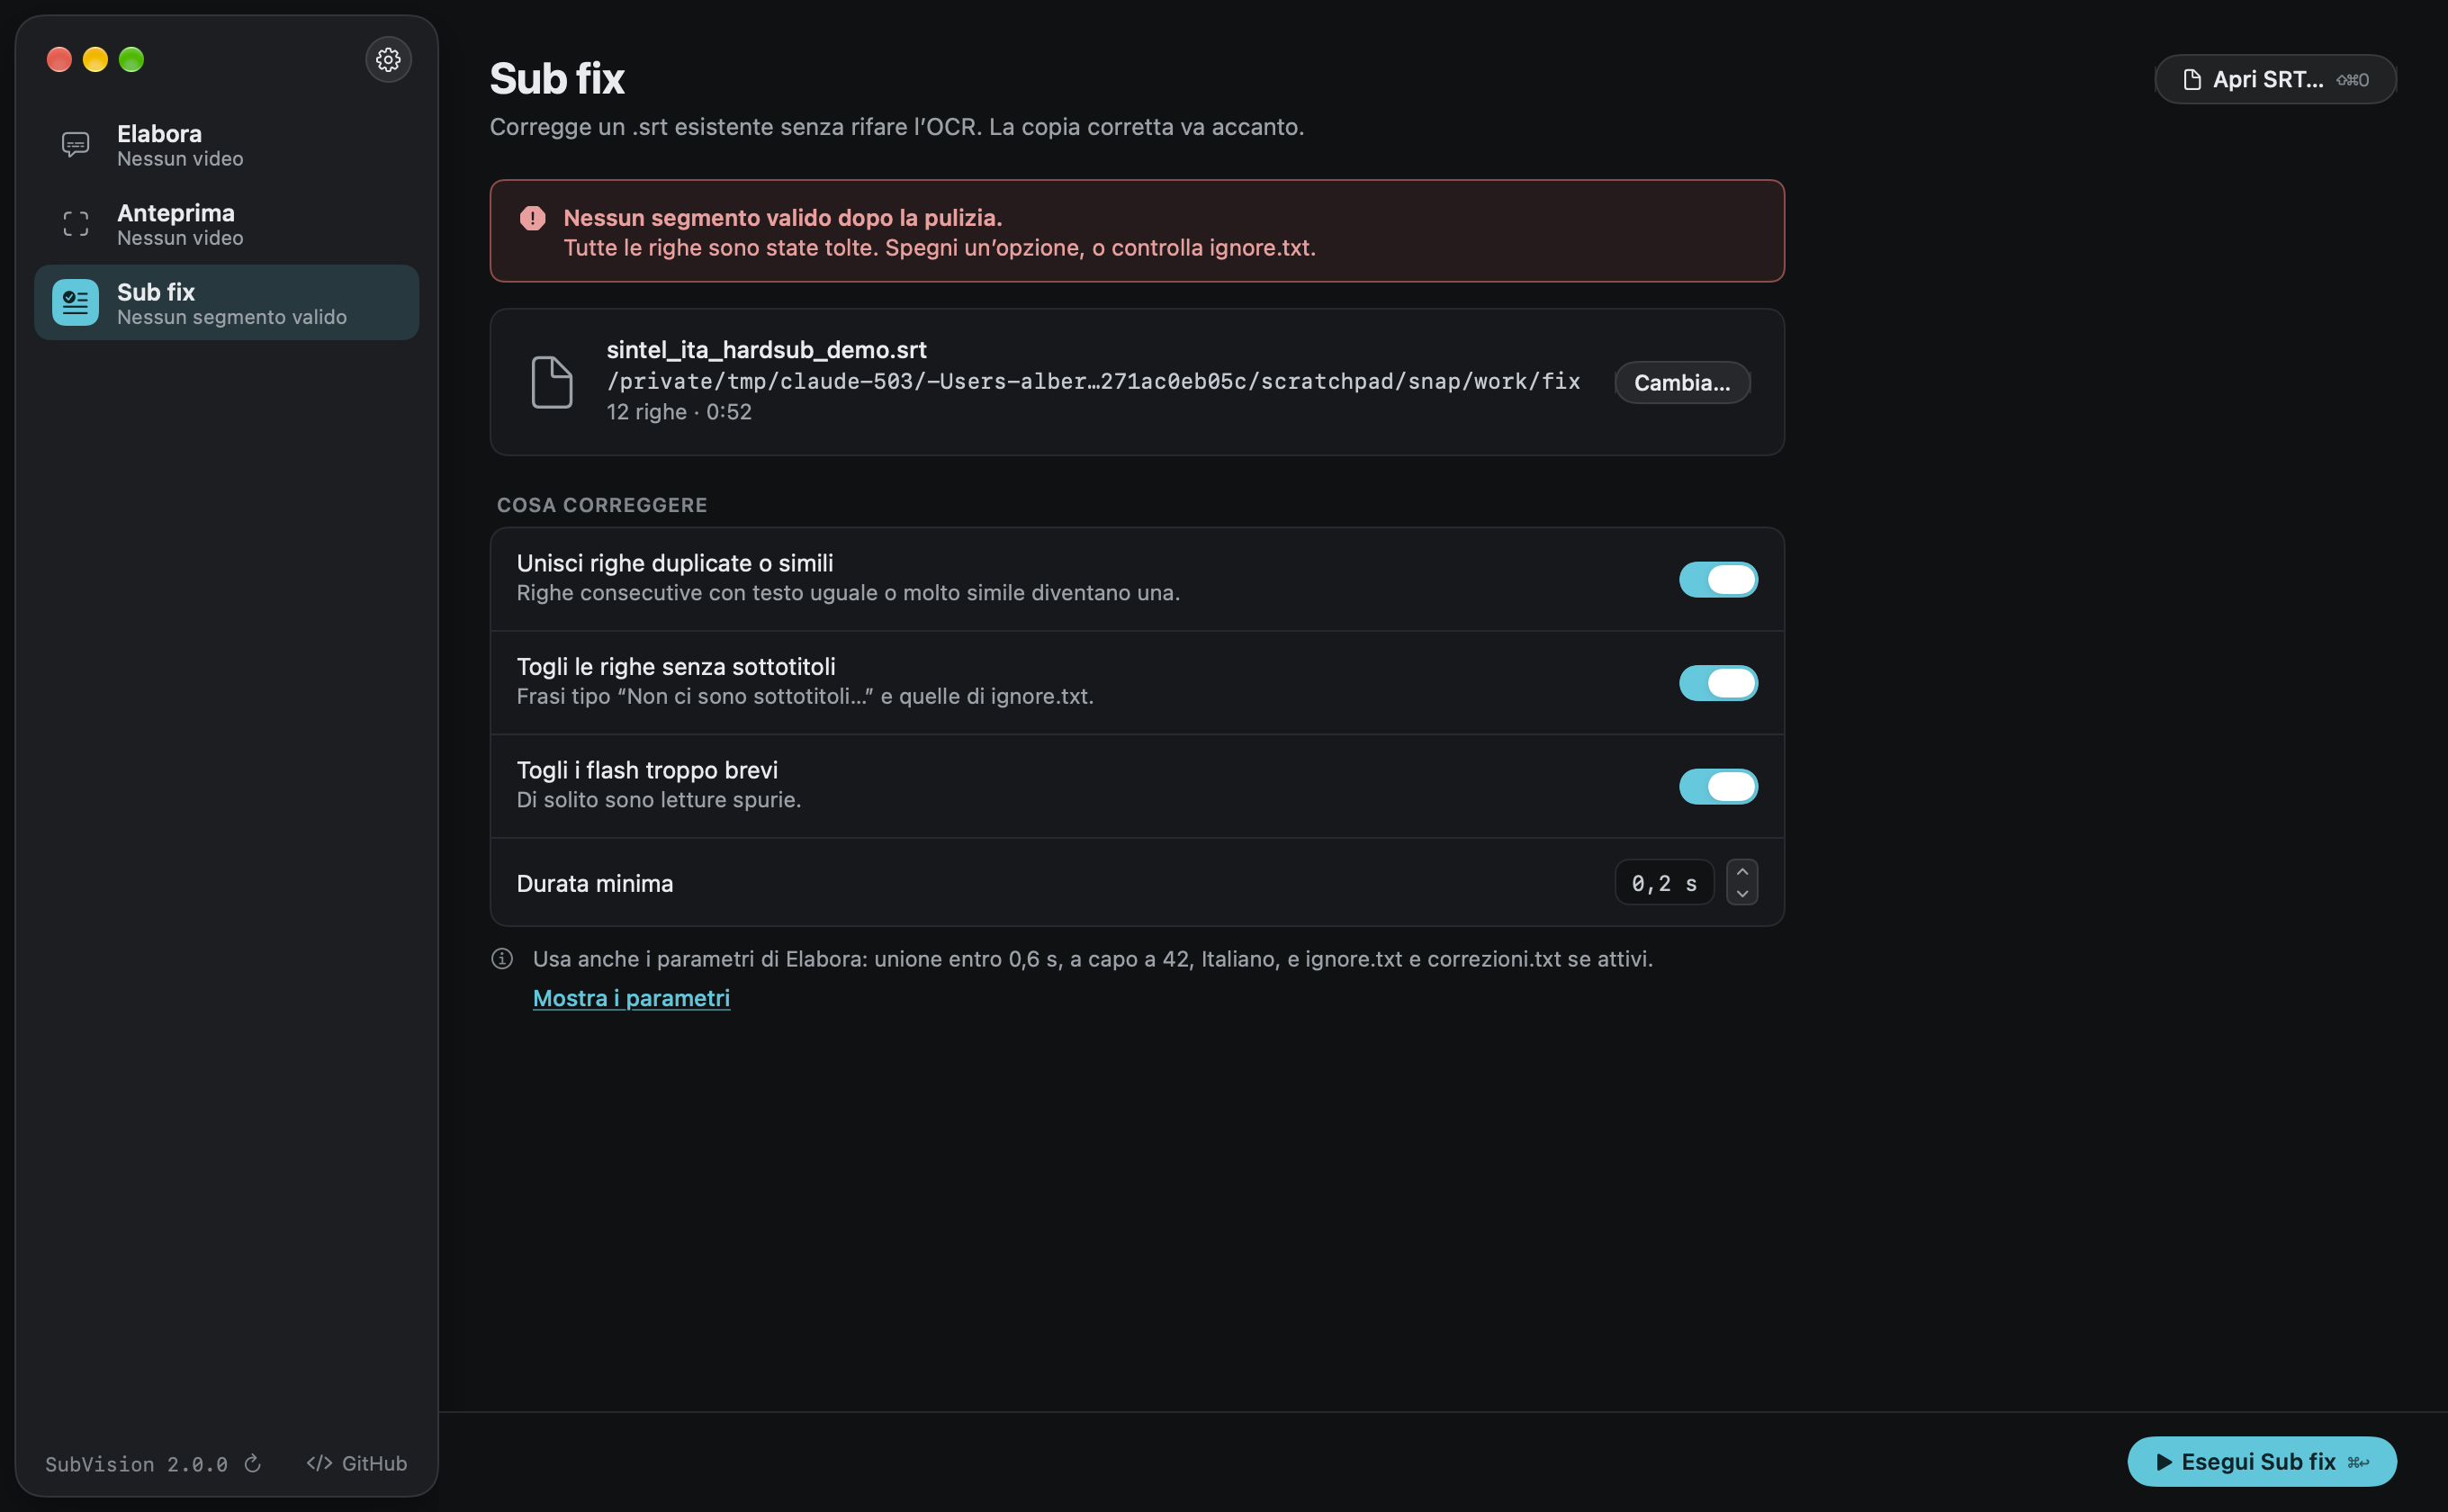 Elabora
Nessun video
Anteprima
Nessun video
Sub fix
Nessun segmento valido
SubVision 2.0.0
</> GitHub
Sub fix
Corregge un .srt esistente senza rifare l’OCR. La copia corretta va accanto.
Apri SRT... ⇧⌘O
Nessun segmento valido dopo la pulizia.
Tutte le righe sono state tolte. Spegni un’opzione, o controlla ignore.txt.
sintel_ita_hardsub_demo.srt
/private/tmp/claude-503/-Users-alber…271ac0eb05c/scratchpad/snap/work/fix
12 righe · 0:52
Cambia...
COSA CORREGGERE
Unisci righe duplicate o simili
Righe consecutive con testo uguale o molto simile diventano una.
Togli le righe senza sottotitoli
Frasi tipo “Non ci sono sottotitoli...” e quelle di ignore.txt.
Togli i flash troppo brevi
Di solito sono letture spurie.
Durata minima
0,2 s
Usa anche i parametri di Elabora: unione entro 0,6 s, a capo a 42, Italiano, e ignore.txt e correzioni.txt se attivi.
Mostra i parametri
Esegui Sub fix ⌘↩